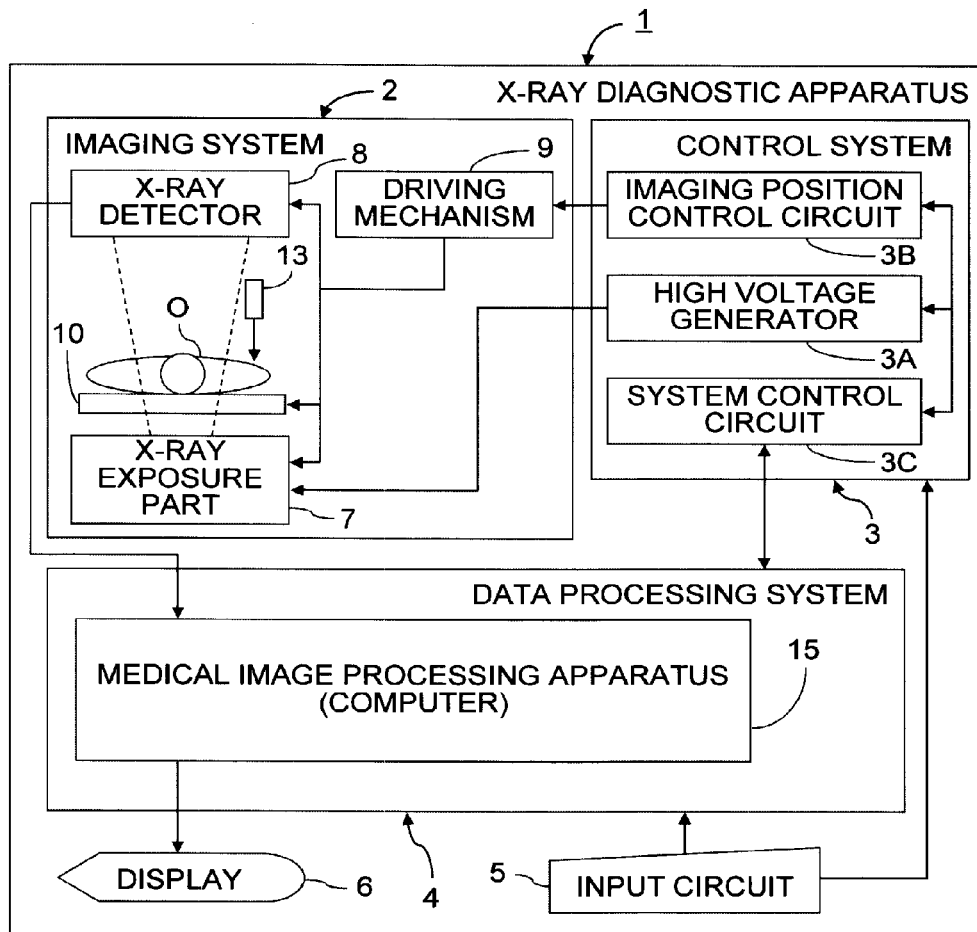 1
X-RAY DIAGNOSTIC APPARATUS
2
IMAGING SYSTEM
8
X-RAY
DETECTOR
9
DRIVING
MECHANISM
13
O
10
X-RAY
EXPOSURE
PART
7
CONTROL SYSTEM
IMAGING POSITION
CONTROL CIRCUIT
3B
HIGH VOLTAGE
GENERATOR
3A
SYSTEM CONTROL
CIRCUIT
3C
3
DATA PROCESSING SYSTEM
MEDICAL IMAGE PROCESSING APPARATUS
(COMPUTER)
15
DISPLAY
6
4
5
INPUT CIRCUIT